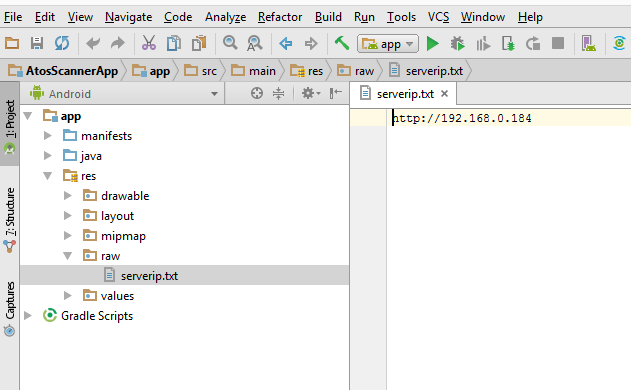 File Edit View Navigate Code Analyze Refactor Build Run Tools VCS Window Help
app
AtosScannerApp app src main res raw serverip.txt
Android
serverip.txt
1: Project
7: Structure
Captures
app
manifests
java
res
drawable
layout
mipmap
raw
serverip.txt
values
Gradle Scripts
http://192.168.0.184